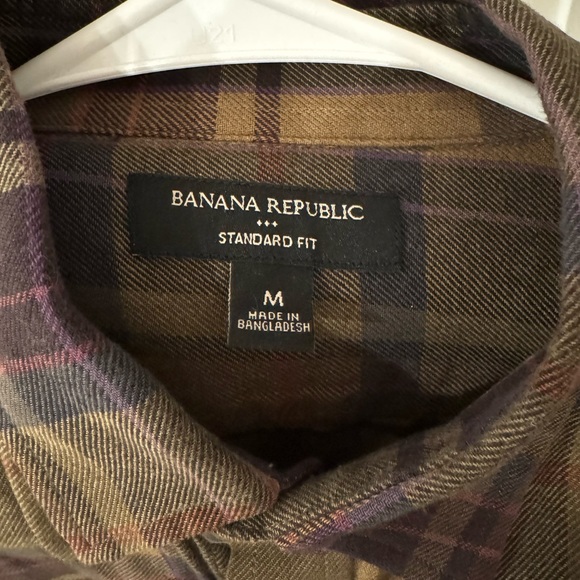 BANANA REPUBLIC
STANDARD FIT
M
MADE IN
BANGLADESH